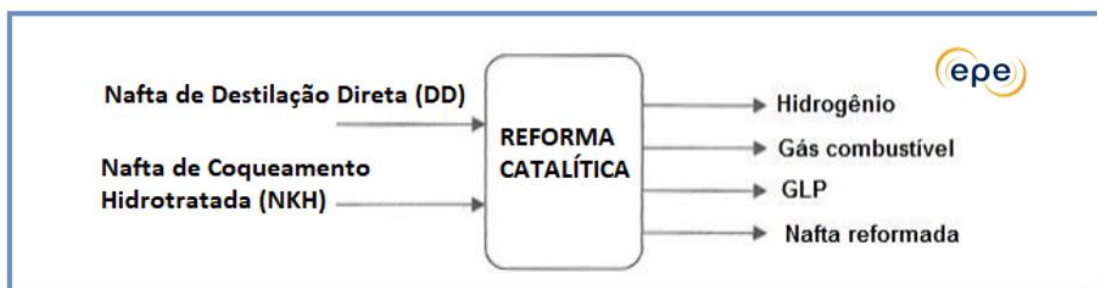 epe
Nafta de Destilação Direta (DD)
Nafta de Coqueamento
Hidrotratada (NKH)
REFORMA
CATALÍTICA
Hidrogênio
Gás combustível
GLP
Nafta reformada